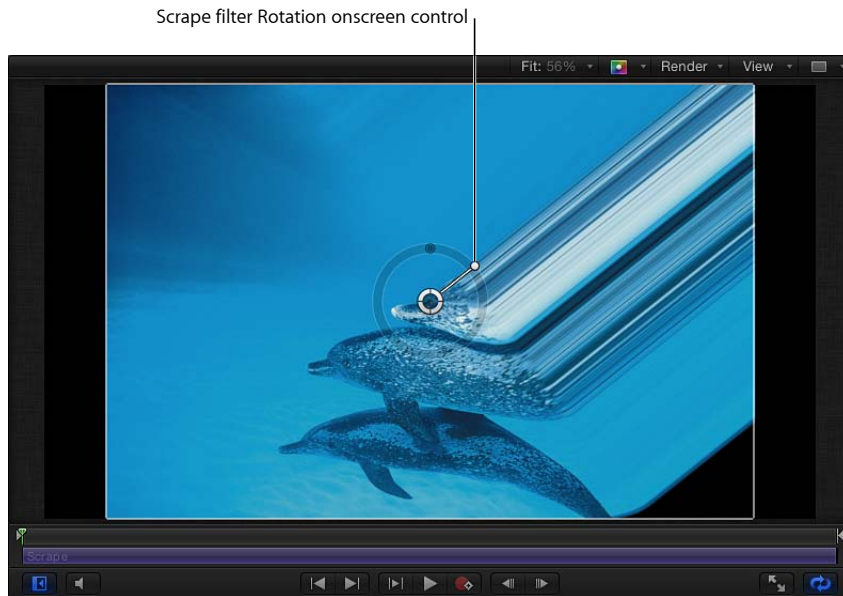 Scrape filter Rotation onscreen control
Fit: 56% Render View
Scrape